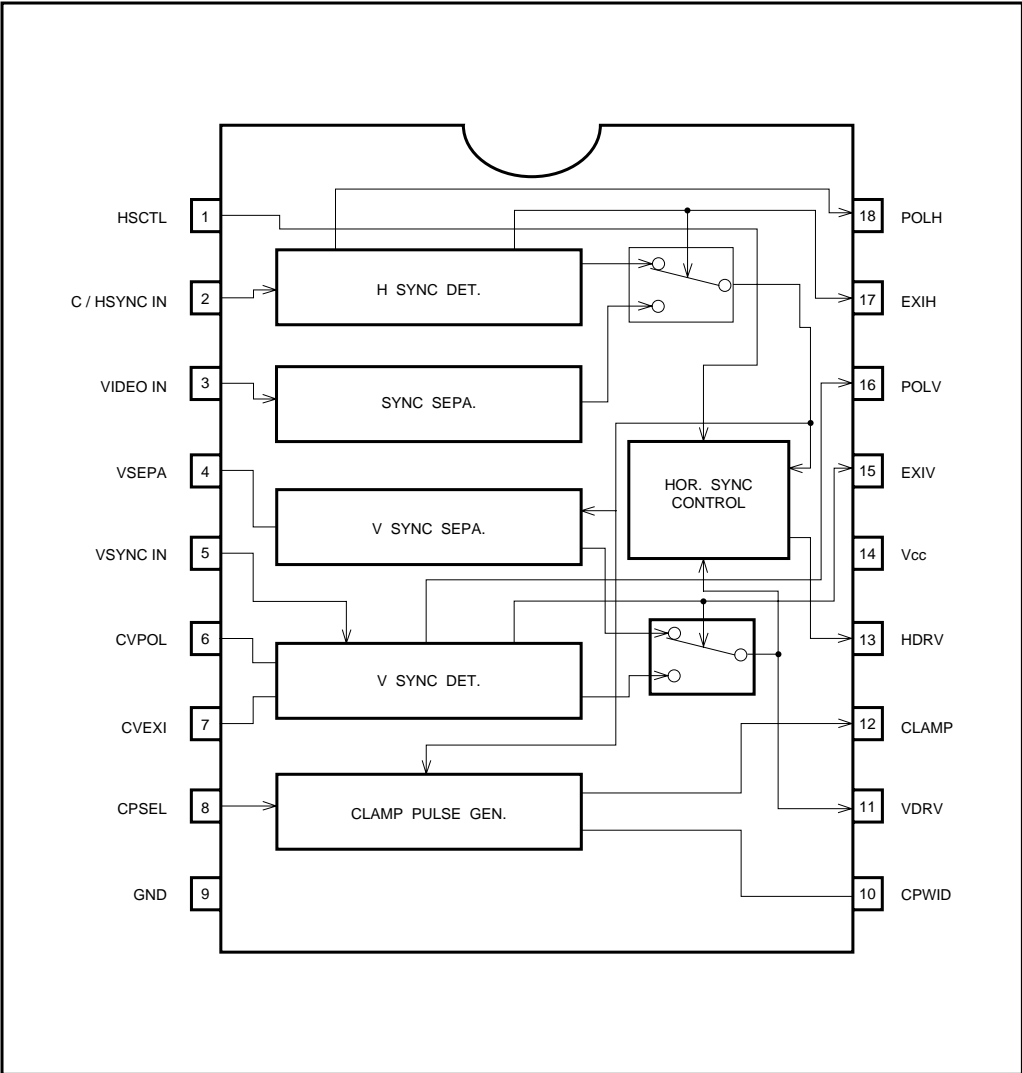 HSCTL 1
C / HSYNC IN 2
VIDEO IN 3
VSEPA 4
VSYNC IN 5
CVPOL 6
CVEXI 7
CPSEL 8
GND 9
H SYNC DET.
SYNC SEPA.
V SYNC SEPA.
V SYNC DET.
CLAMP PULSE GEN.
HOR. SYNC
CONTROL
18 POLH
17 EXIH
16 POLV
15 EXIV
14 Vcc
13 HDRV
12 CLAMP
11 VDRV
10 CPWID